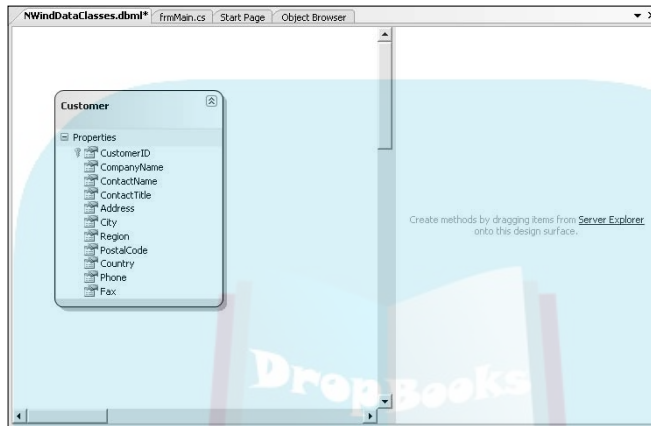 NWindDataClasses.dbml* frmMain.cs Start Page Object Browser
Customer
Properties
CustomerID
CompanyName
ContactName
ContactTitle
Address
City
Region
PostalCode
Country
Phone
Fax
Create methods by dragging items from Server Explorer
onto this design surface.
DropBooks